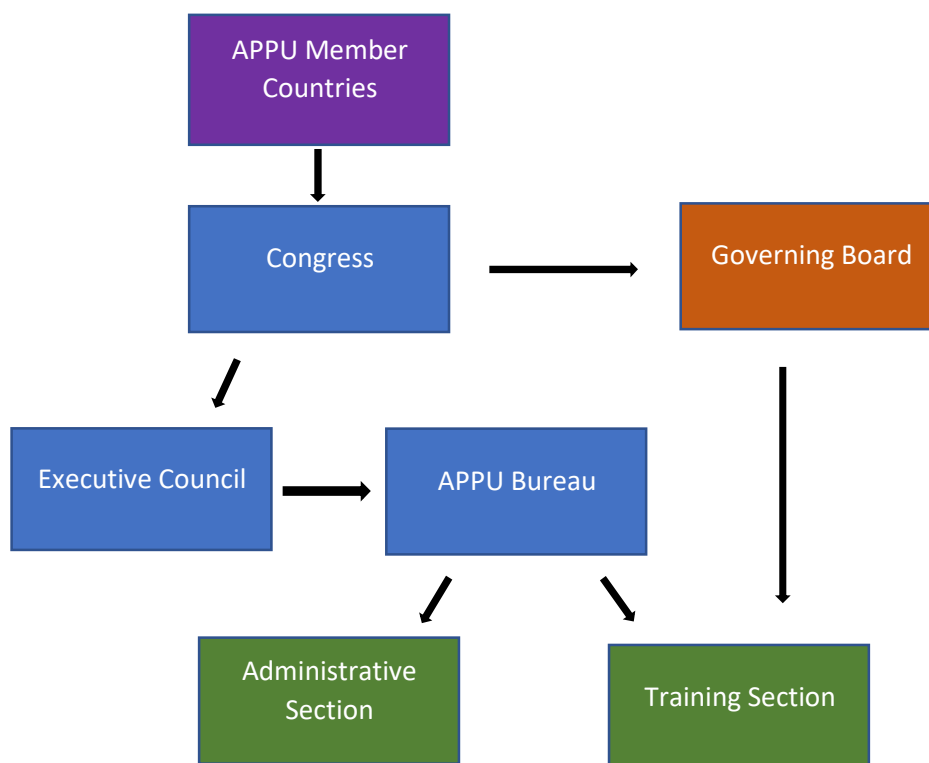 APPU Member
Countries
Congress
Governing Board
Executive Council
APPU Bureau
Administrative
Section
Training Section